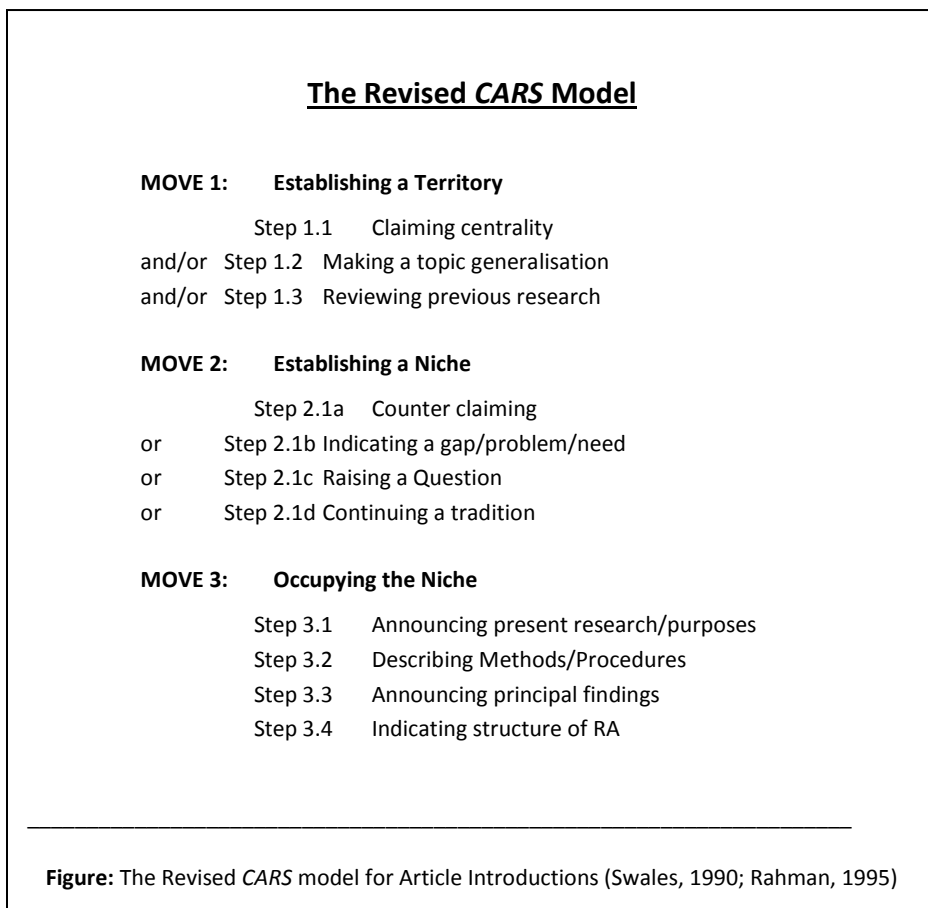 The Revised CARS Model
MOVE 1: Establishing a Territory
Step 1.1 Claiming centrality
and/or Step 1.2 Making a topic generalisation
and/or Step 1.3 Reviewing previous research
MOVE 2: Establishing a Niche
Step 2.1a Counter claiming
or Step 2.1b Indicating a gap/problem/need
or Step 2.1c Raising a Question
or Step 2.1d Continuing a tradition
MOVE 3: Occupying the Niche
Step 3.1 Announcing present research/purposes
Step 3.2 Describing Methods/Procedures
Step 3.3 Announcing principal findings
Step 3.4 Indicating structure of RA
Figure: The Revised CARS model for Article Introductions (Swales, 1990; Rahman, 1995)